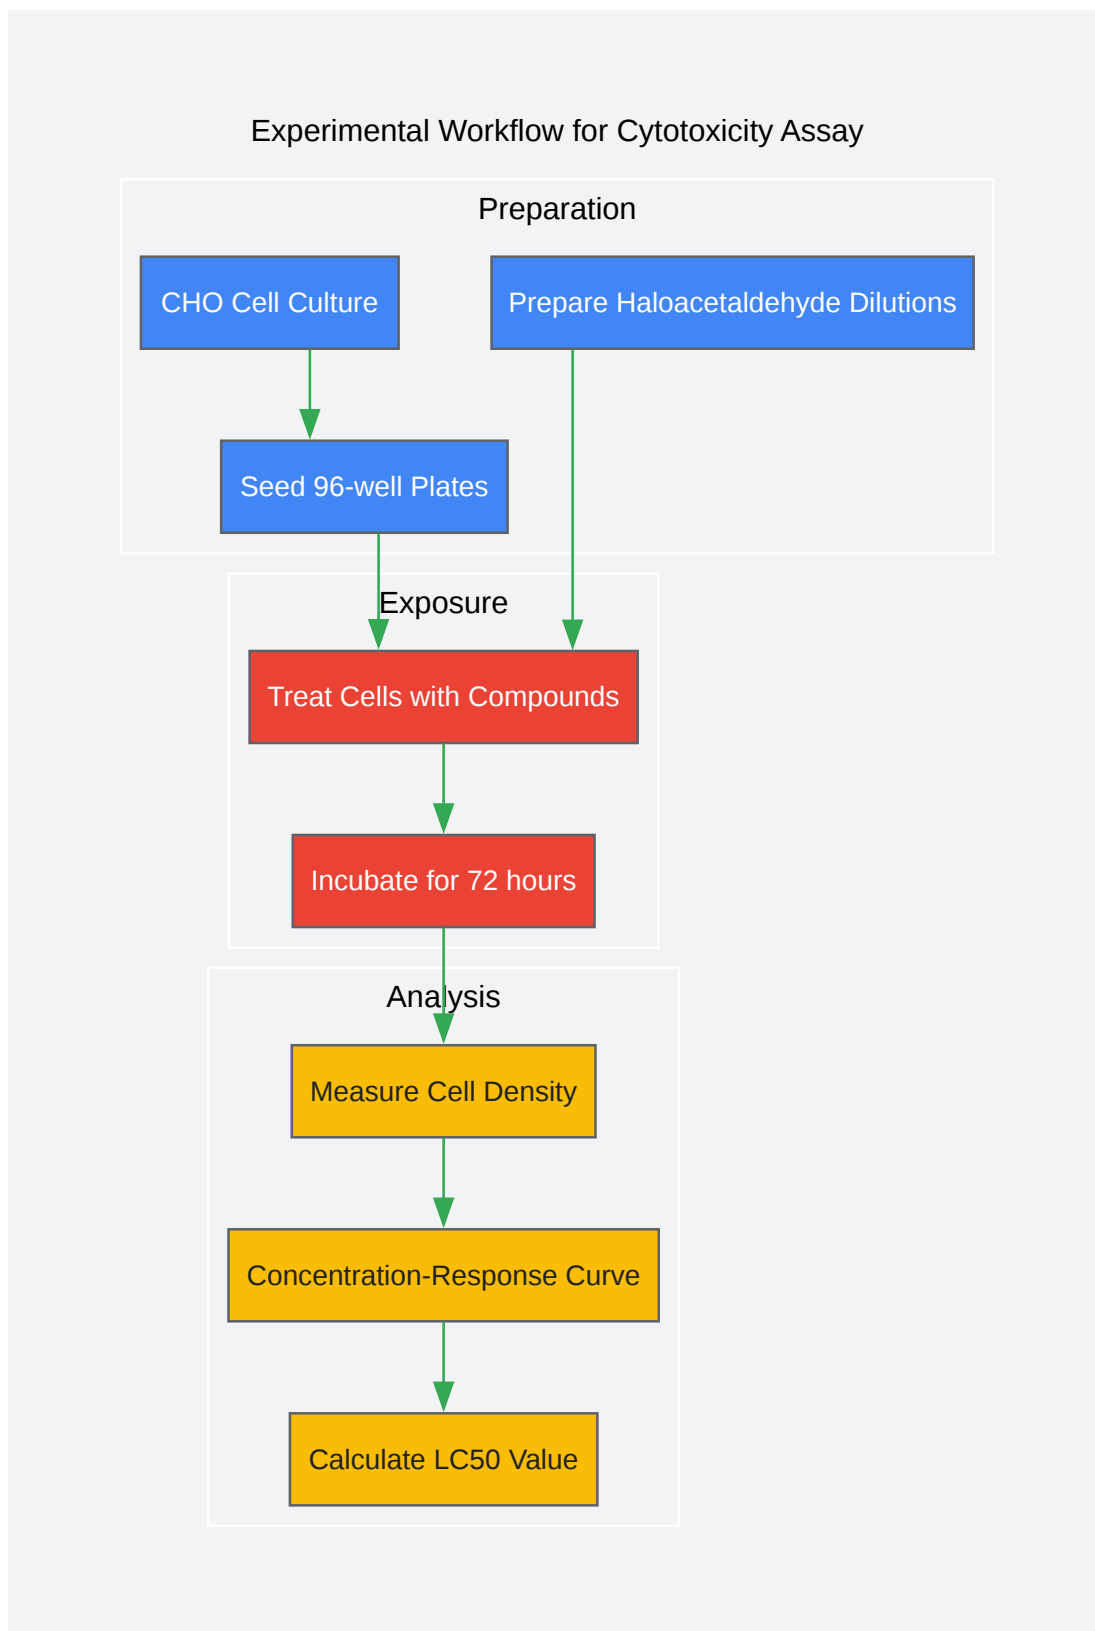 Experimental Workflow for Cytotoxicity Assay
Preparation
CHO Cell Culture
Prepare Haloacetaldehyde Dilutions
Seed 96-well Plates
Exposure
Treat Cells with Compounds
Incubate for 72 hours
Analysis
Measure Cell Density
Concentration-Response Curve
Calculate LC50 Value